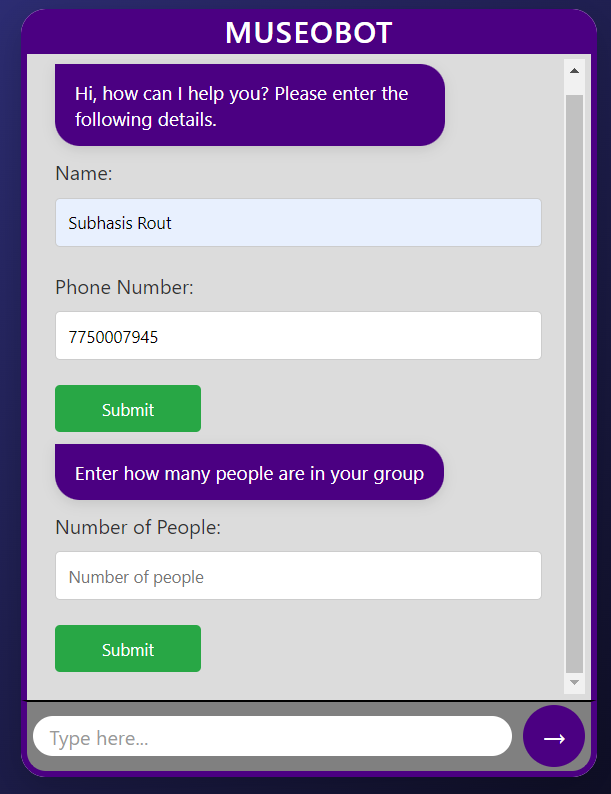 MUSEOBOT
Hi, how can I help you? Please enter the
following details.
Name:
Subhasis Rout
Phone Number:
7750007945
Submit
Enter how many people are in your group
Number of People:
Number of people
Submit
Type here...
→